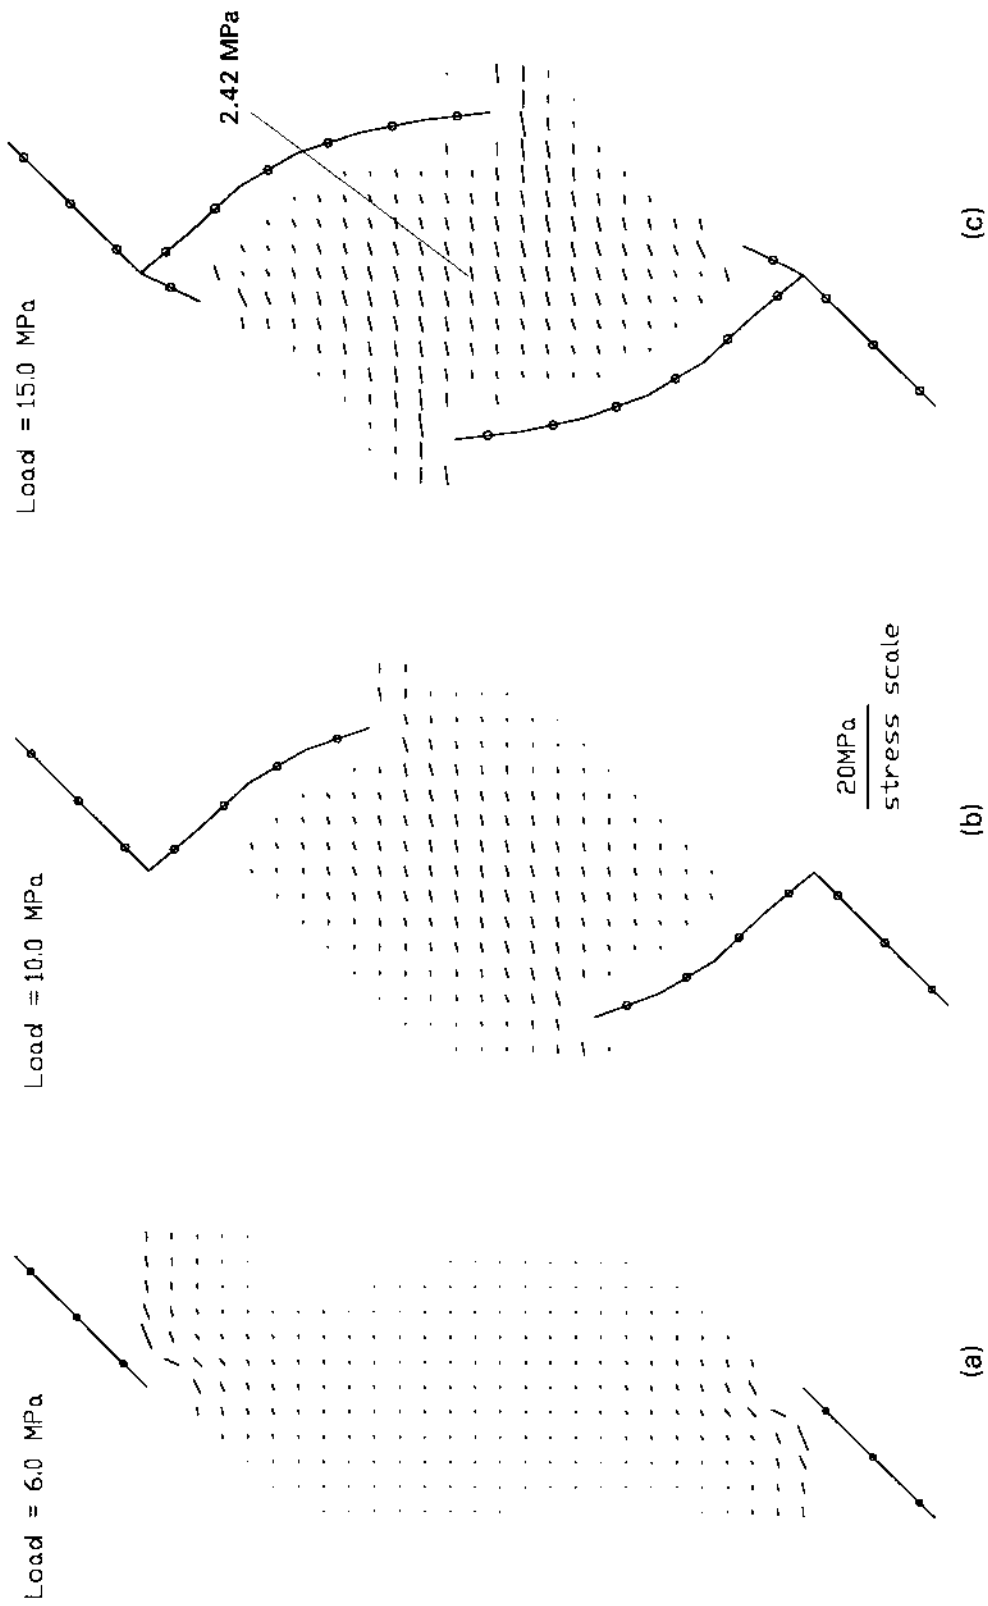 Load = 6.0 MPa
(a)
Load = 10.0 MPa
20MPa
stress scale
(b)
Load = 15.0 MPa
2.42 MPa
(c)